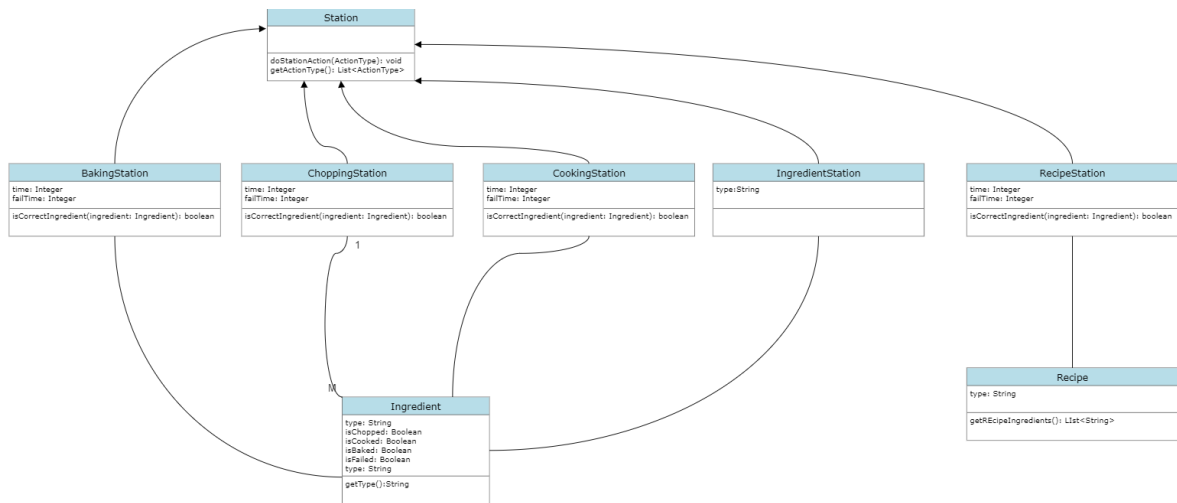 Station
doStationAction(ActionType): void
getActionType(): List<ActionType>
BakingStation
time: Integer
failTime: Integer
isCorrectIngredient(ingredient: Ingredient): boolean
ChoppingStation
time: Integer
failTime: Integer
isCorrectIngredient(ingredient: Ingredient): boolean
CookingStation
time: Integer
failTime: Integer
isCorrectIngredient(ingredient: Ingredient): boolean
IngredientStation
type:String
RecipeStation
time: Integer
failTime: Integer
isCorrectIngredient(ingredient: Ingredient): boolean
1
M
Ingredient
type: String
isChopped: Boolean
isCooked: Boolean
isBaked: Boolean
isFailed: Boolean
type: String
getType():String
Recipe
type: String
getREcipeIngredients(): LIst<String>